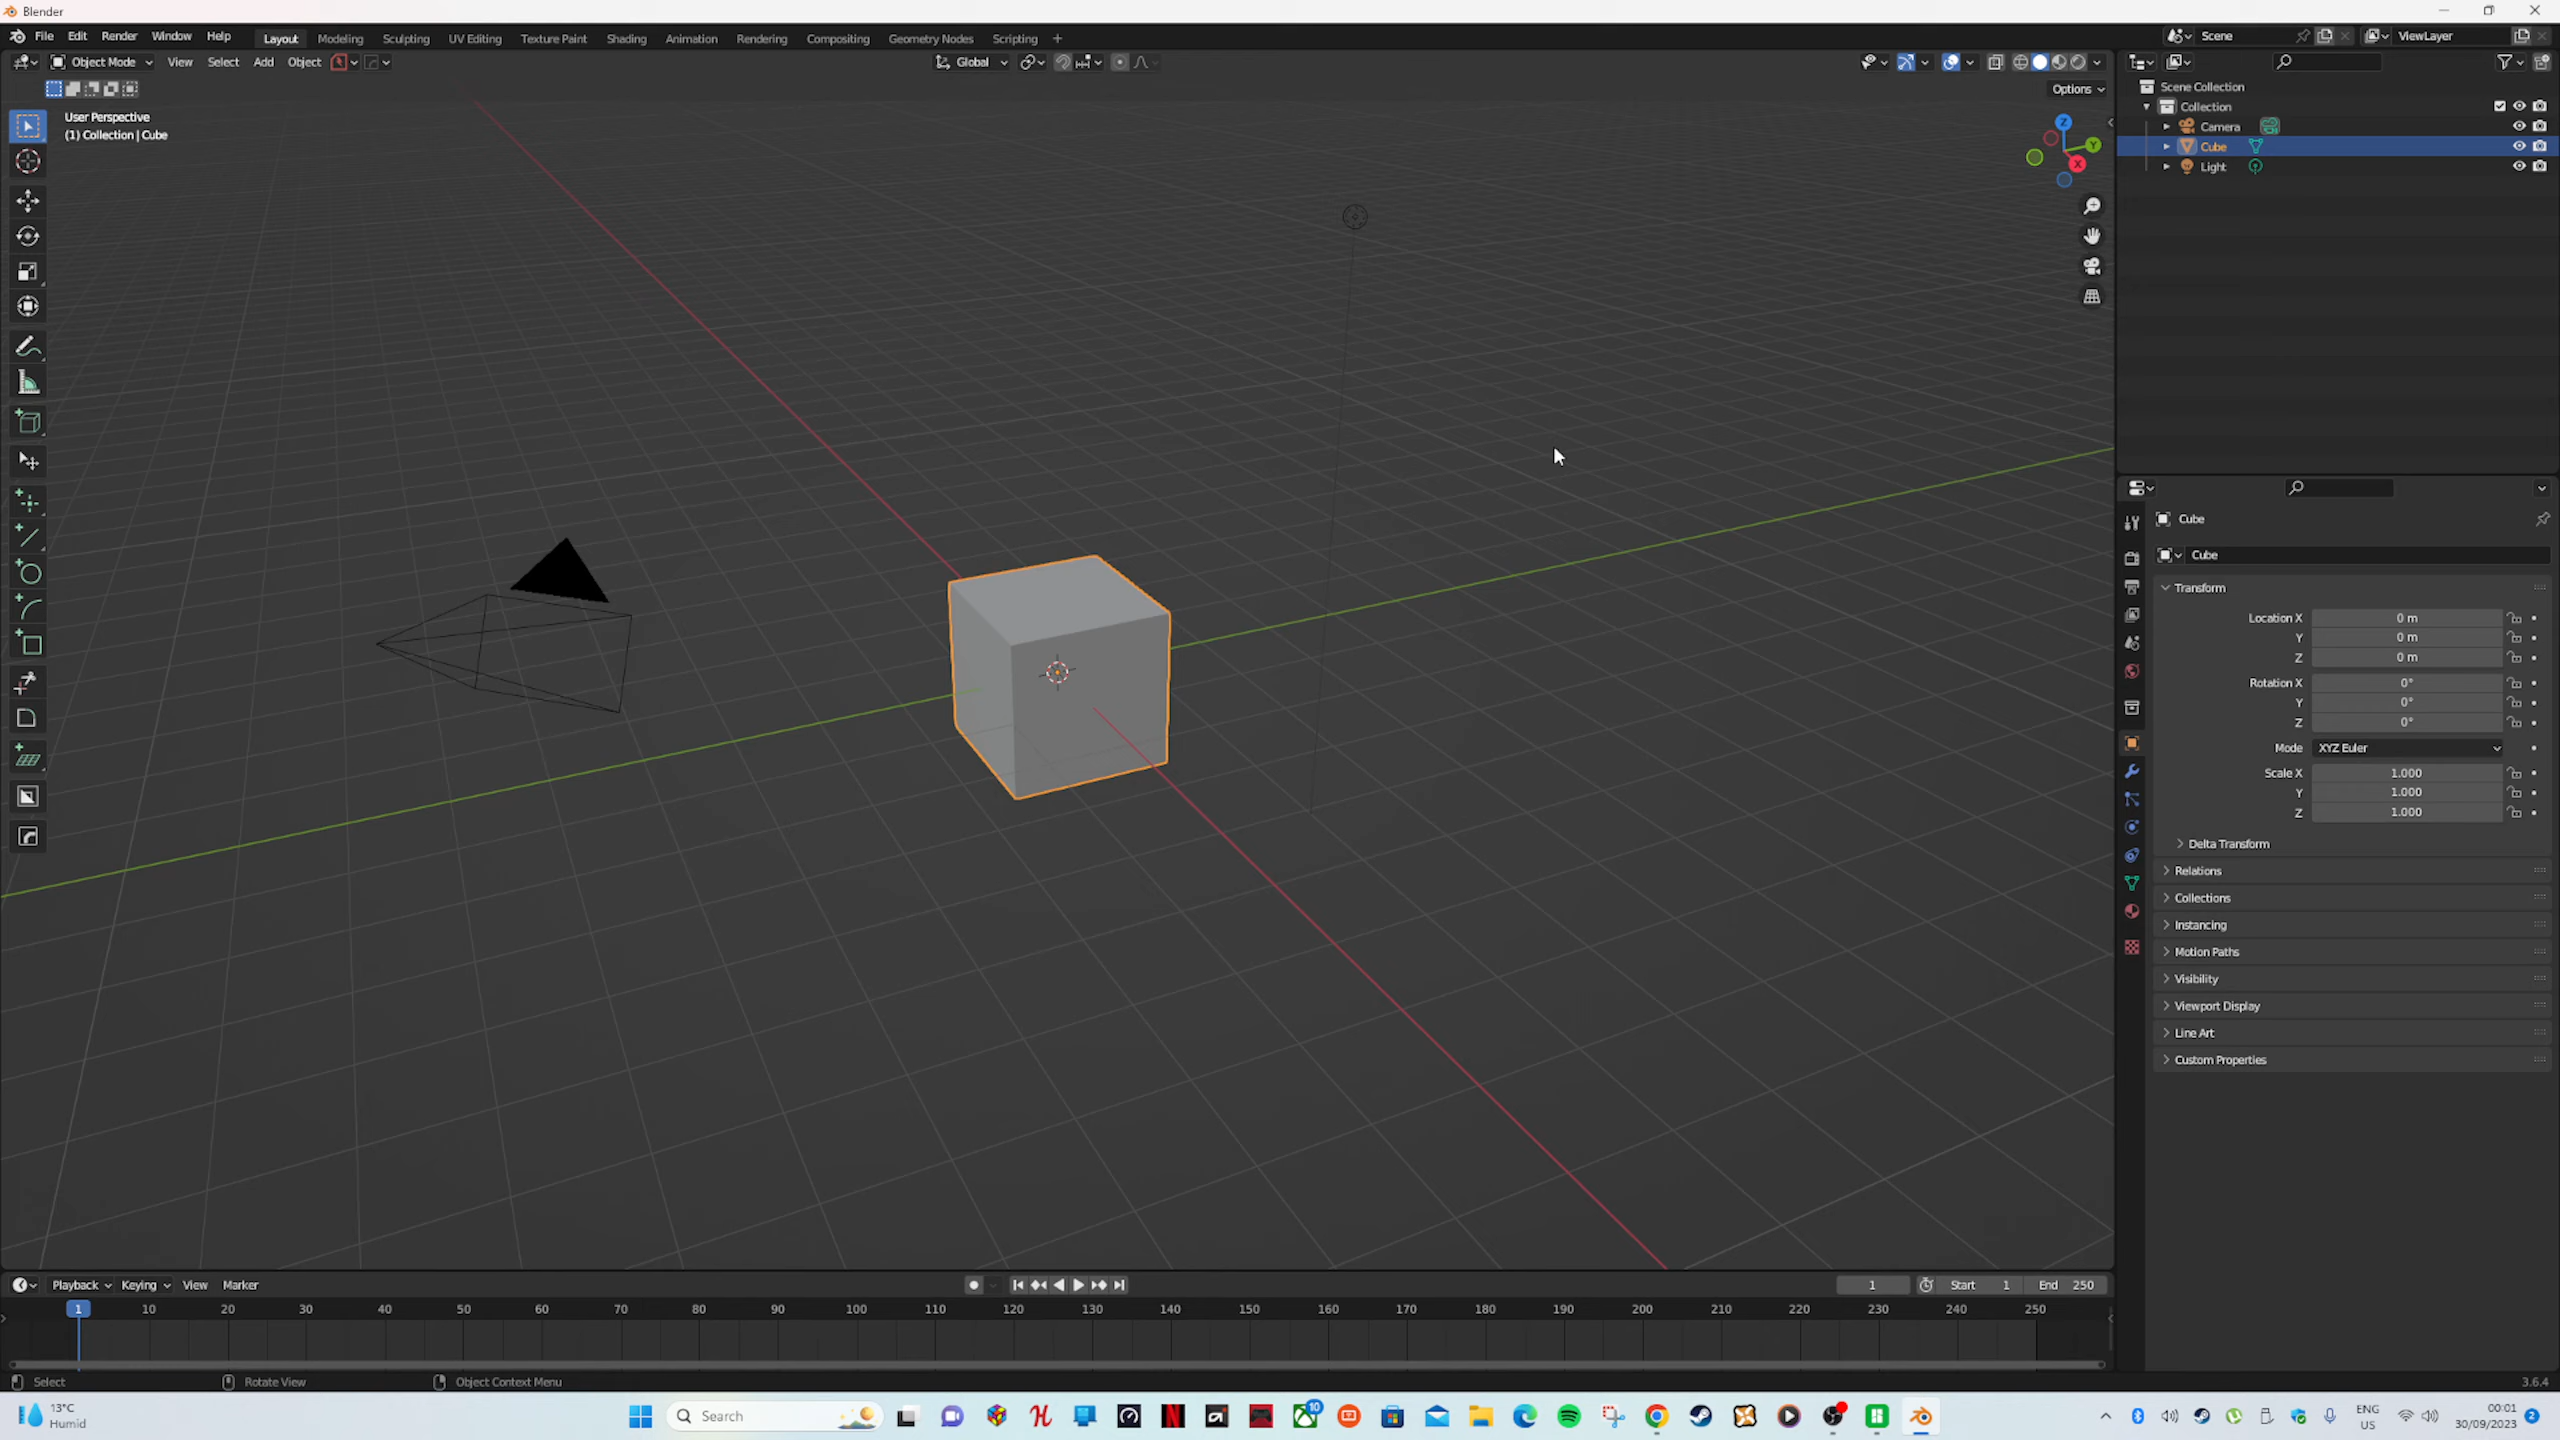 Blender
File Edit Render Window Help Layout Modeling Sculpting UV Editing Texture Paint Shading Animation Rendering Compositing Geometry Nodes Scripting + Scene ViewLayer
Object Mode View Select Add Object Global
Options
User Perspective
(1) Collection | Cube
Z
Y
X
Scene Collection
Collection
Camera
Cube
Light
Cube
Cube
Transform
Location X 0 m
Y 0 m
Z 0 m
Rotation X 0°
Y 0°
Z 0°
Mode XYZ Euler
Scale X 1.000
Y 1.000
Z 1.000
Delta Transform
Relations
Collections
Instancing
Motion Paths
Visibility
Viewport Display
Line Art
Custom Properties
Playback Keying View Marker 1 Start 1 End 250
1 10 20 30 40 50 60 70 80 90 100 110 120 130 140 150 160 170 180 190 200 210 220 230 240 250
Select Rotate View Object Context Menu 3.6.4
13°C
Humid
Search
10
ENG
US
00:01
30/09/2023
2